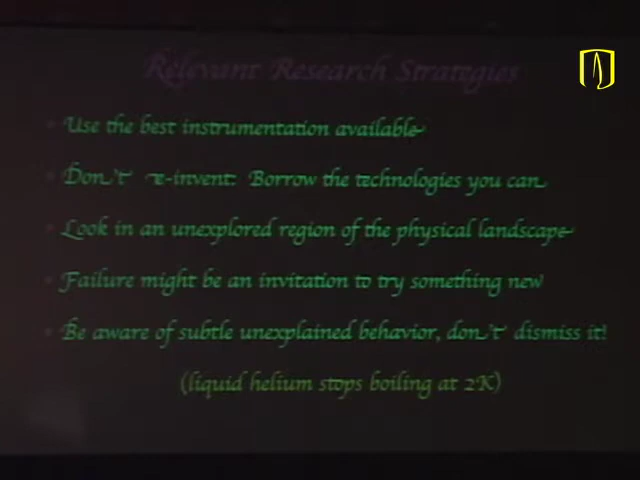 Relevant Research Strategies
Use the best instrumentation available
Don't re-invent: Borrow the technologies you can
Look in an unexplored region of the physical landscape
Failure might be an invitation to try something new
Be aware of subtle unexplained behavior, don't dismiss it!
(liquid helium stops boiling at 2K)